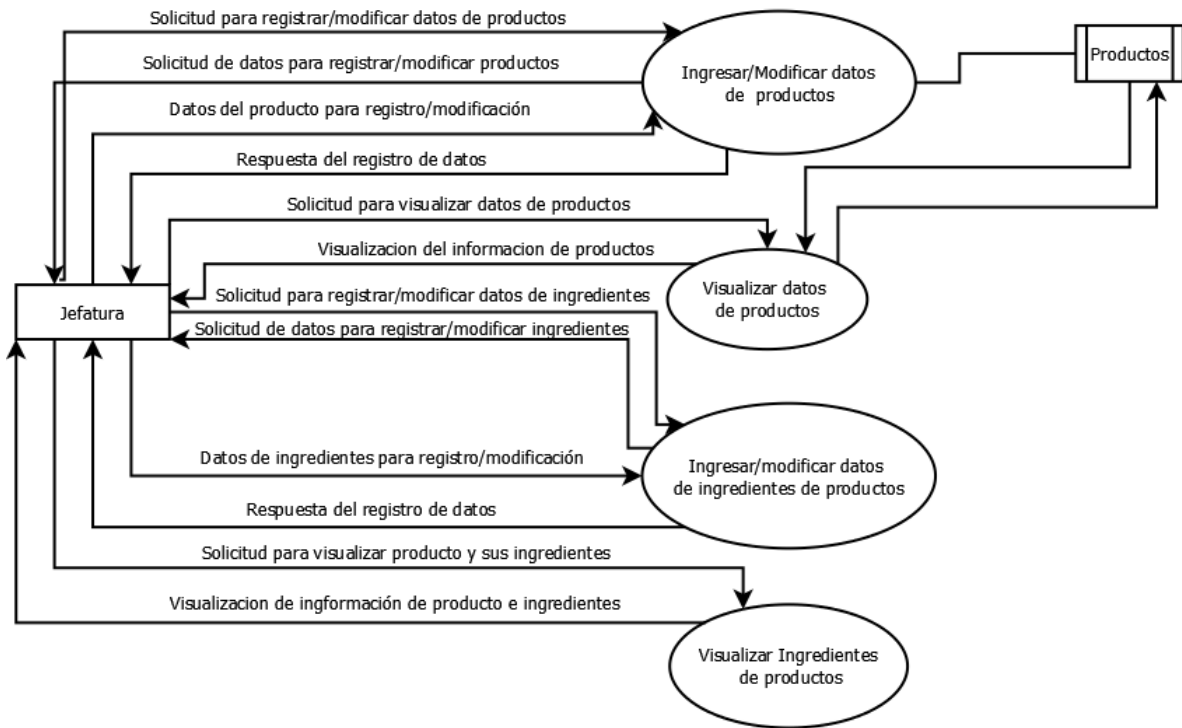 Solicitud para registrar/modificar datos de productos
Solicitud de datos para registrar/modificar productos
Ingresar/Modificar datos
de productos
Productos
Datos del producto para registro/modificación
Respuesta del registro de datos
Solicitud para visualizar datos de productos
Visualizacion del informacion de productos
Visualizar datos
de productos
Jefatura
Solicitud para registrar/modificar datos de ingredientes
Solicitud de datos para registrar/modificar ingredientes
Datos de ingredientes para registro/modificación
Ingresar/modificar datos
de ingredientes de productos
Respuesta del registro de datos
Solicitud para visualizar producto y sus ingredientes
Visualizacion de ingformación de producto e ingredientes
Visualizar Ingredientes
de productos